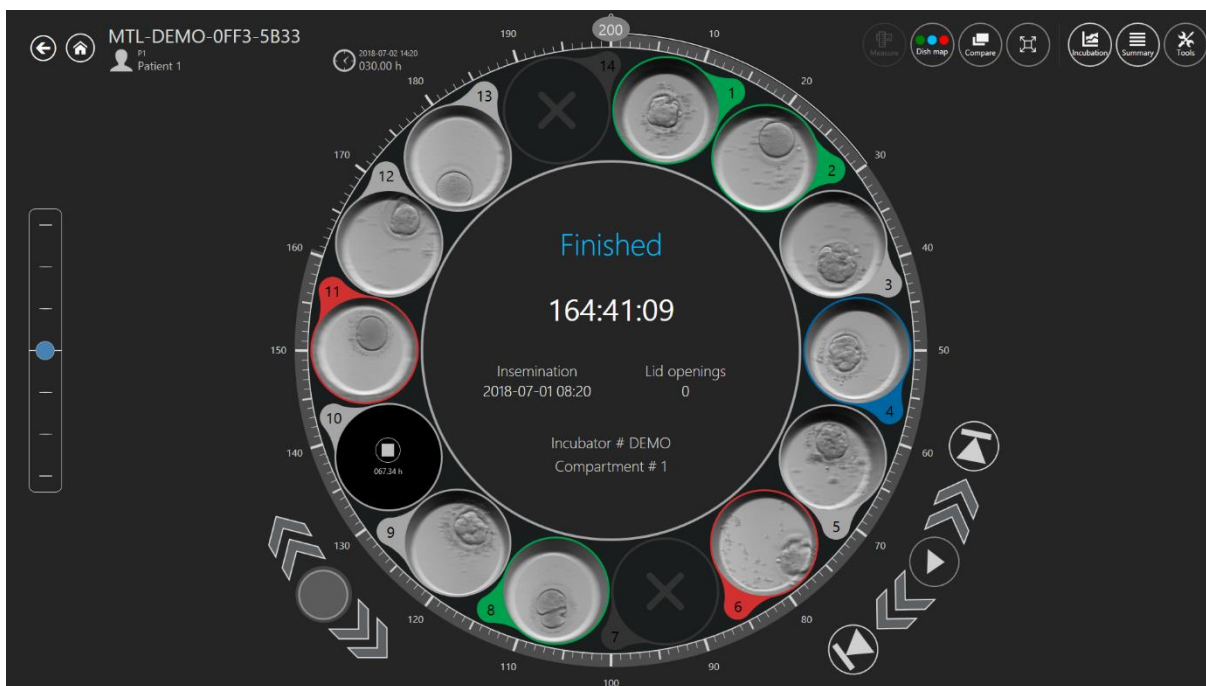 MTL-DEMO-0FF3-5B33
P1
Patient 1
2018-07-02 14:20
030.00 h
Measure
Dish map
Compare
Incubation
Summary
Tools
200
10
20
30
40
50
60
70
80
90
100
110
120
130
140
150
160
170
180
190
1
2
3
4
5
6
7
8
9
10
067.34 h
11
12
13
14
Finished
164:41:09
Insemination
2018-07-01 08:20
Lid openings
0
Incubator # DEMO
Compartment # 1